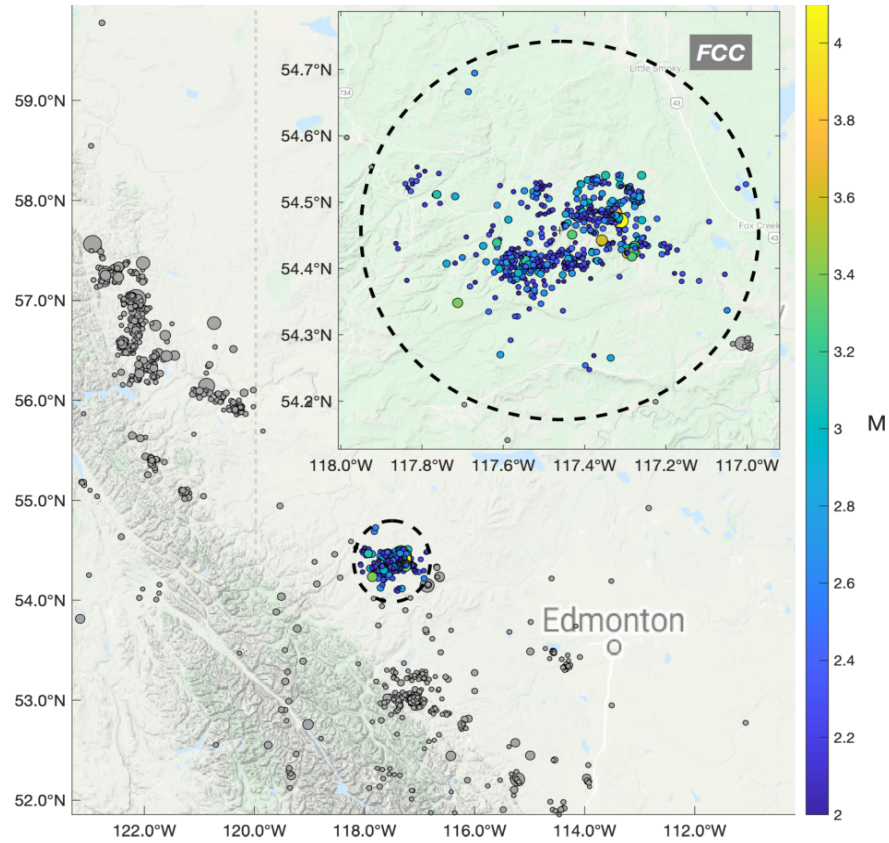 FCC
Little Smoky
734
43
Fox Creek
43
54.7°N
54.6°N
54.5°N
54.4°N
54.3°N
54.2°N
118.0°W
117.8°W
117.6°W
117.4°W
117.2°W
117.0°W
59.0°N
58.0°N
57.0°N
56.0°N
55.0°N
54.0°N
53.0°N
52.0°N
Edmonton
122.0°W
120.0°W
118.0°W
116.0°W
114.0°W
112.0°W
4
3.8
3.6
3.4
3.2
3
2.8
2.6
2.4
2.2
2
M